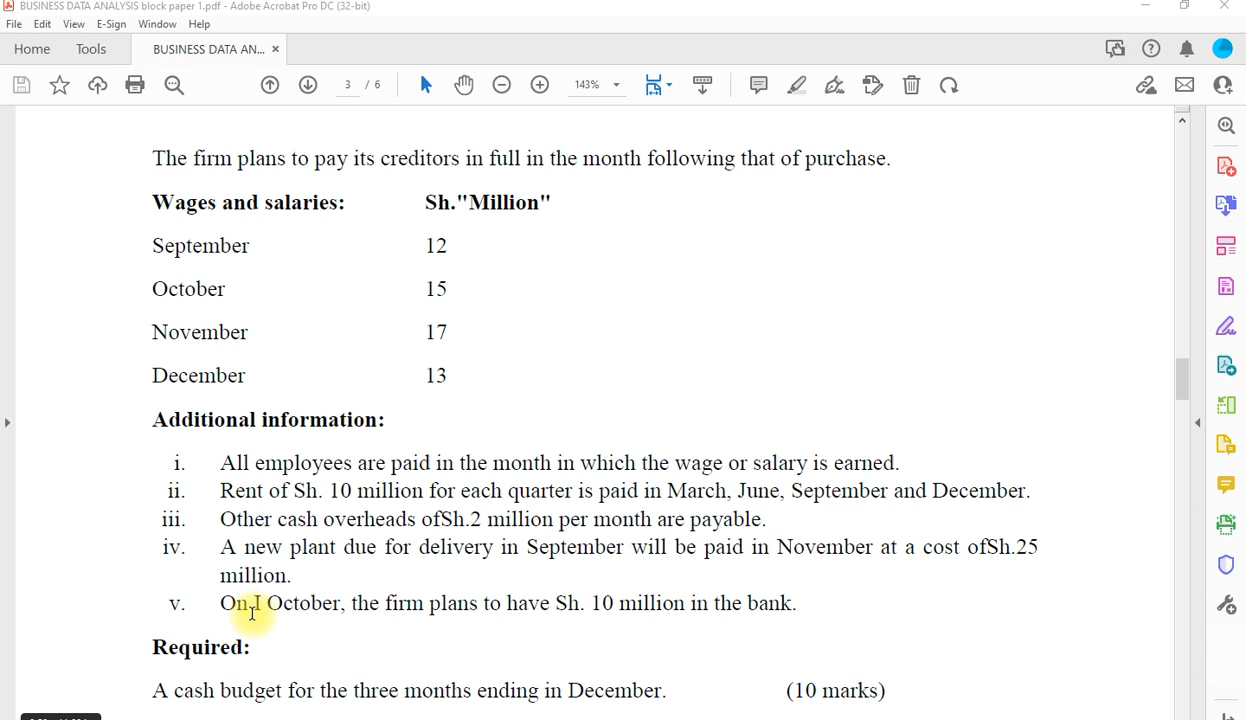 BUSINESS DATA ANALYSIS block paper 1.pdf - Adobe Acrobat Pro DC (32-bit)
File Edit View E-Sign Window Help
Home Tools BUSINESS DATA AN... ×
3 / 6 143%
The firm plans to pay its creditors in full in the month following that of purchase.
Wages and salaries: Sh."Million"
September 12
October 15
November 17
December 13
Additional information:
i. All employees are paid in the month in which the wage or salary is earned.
ii. Rent of Sh. 10 million for each quarter is paid in March, June, September and December.
iii. Other cash overheads ofSh.2 million per month are payable.
iv. A new plant due for delivery in September will be paid in November at a cost ofSh.25
million.
v. On I October, the firm plans to have Sh. 10 million in the bank.
Required:
A cash budget for the three months ending in December. (10 marks)